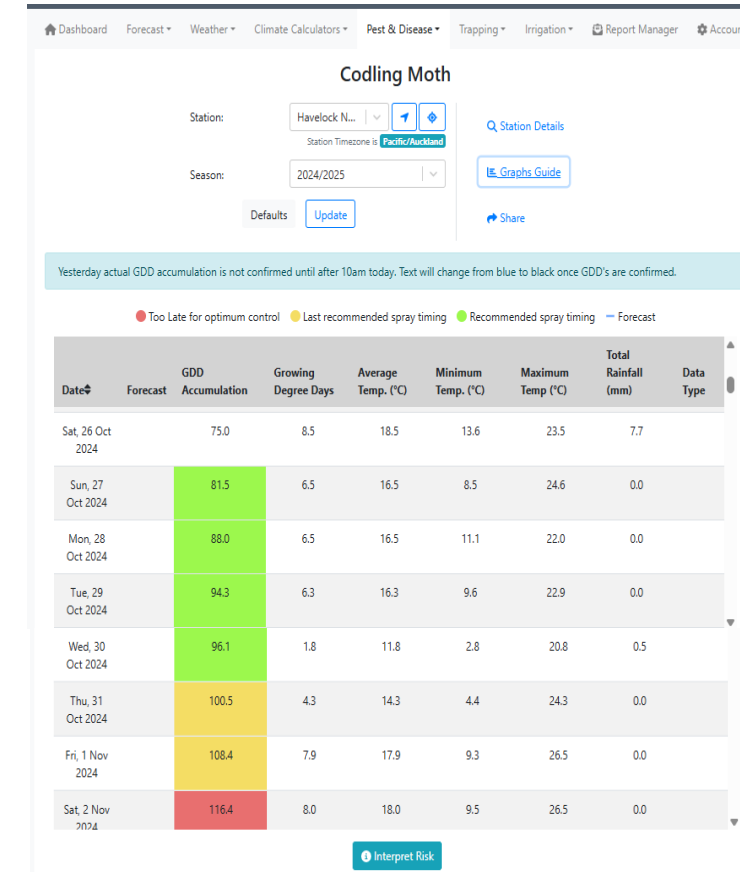 Dashboard Forecast Weather Climate Calculators Pest & Disease Trapping Irrigation Report Manager
Codling Moth
Station:
Havelock N...
Station Timezone is Pacific/Auckland
Season:
2024/2025
Defaults Update
Station Details
Graphs Guide
Share
Yesterday actual GDD accumulation is not confirmed until after 10am today. Text will change from blue to black once GDD's are confirmed.
Too Late for optimum control Last recommended spray timing Recommended spray timing Forecast
Date Forecast GDD Accumulation Growing Degree Days Average Temp. (°C) Minimum Temp. (°C) Maximum Temp (°C) Total Rainfall (mm) Data Type
Sat, 26 Oct 2024 75.0 8.5 18.5 13.6 23.5 7.7
Sun, 27 Oct 2024 81.5 6.5 16.5 8.5 24.6 0.0
Mon, 28 Oct 2024 88.0 6.5 16.5 11.1 22.0 0.0
Tue, 29 Oct 2024 94.3 6.3 16.3 9.6 22.9 0.0
Wed, 30 Oct 2024 96.1 1.8 11.8 2.8 20.8 0.5
Thu, 31 Oct 2024 100.5 4.3 14.3 4.4 24.3 0.0
Fri, 1 Nov 2024 108.4 7.9 17.9 9.3 26.5 0.0
Sat, 2 Nov 2024 116.4 8.0 18.0 9.5 26.5 0.0
Interpret Risk